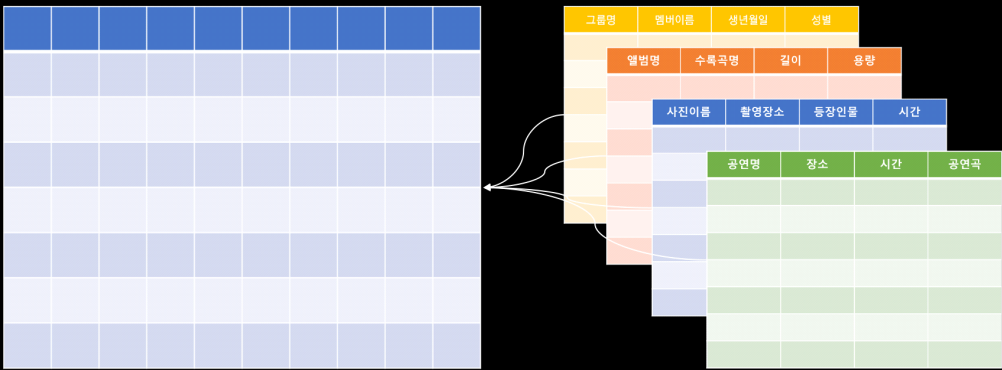 그룹명 멤버이름 생년월일 성별
앨범명 수록곡명 길이 용량
사진이름 촬영장소 등장인물 시간
공연명 장소 시간 공연곡